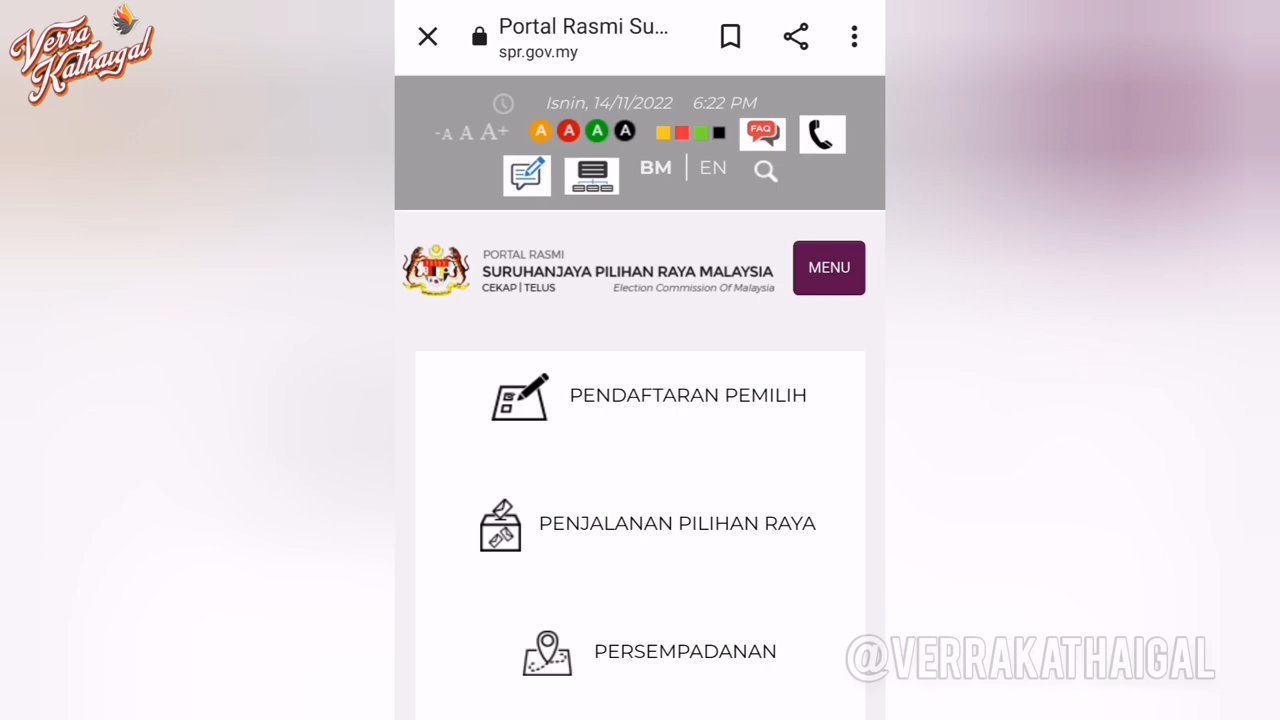 Verra
Kathaigal
Portal Rasmi Su...
spr.gov.my
Isnin, 14/11/2022 6:22 PM
-A A A+ A A A A FAQ
BM | EN
PORTAL RASMI
SURUHANJAYA PILIHAN RAYA MALAYSIA
CEKAP | TELUS Election Commission Of Malaysia
MENU
PENDAFTARAN PEMILIH
PENJALANAN PILIHAN RAYA
PERSEMPADANAN
@VERRAKATHAIGAL